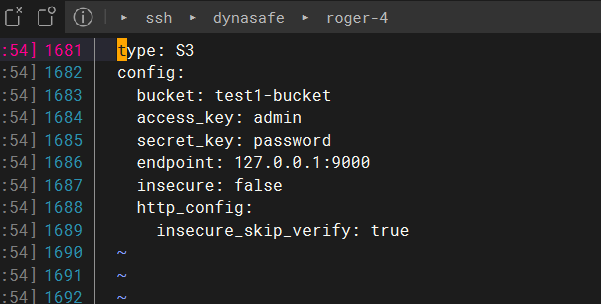 ⓘ ▸ ssh ▸ dynasafe ▸ roger-4
:54] 1681 type: S3
:54] 1682 config:
:54] 1683   bucket: test1-bucket
:54] 1684   access_key: admin
:54] 1685   secret_key: password
:54] 1686   endpoint: 127.0.0.1:9000
:54] 1687   insecure: false
:54] 1688   http_config:
:54] 1689     insecure_skip_verify: true
:54] 1690 ~
:54] 1691 ~
:54] 1692 ~